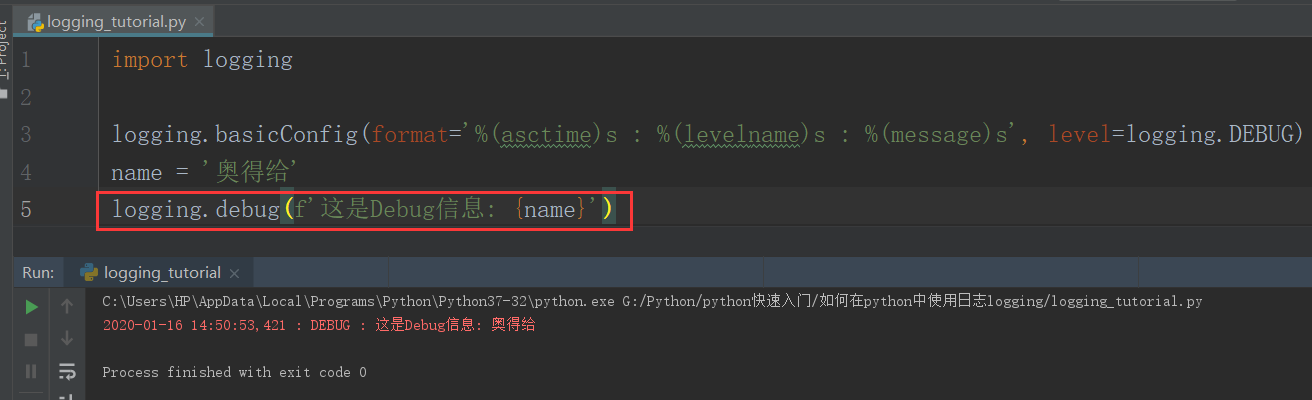 logging_tutorial.py
1: Project
1 import logging
2
3 logging.basicConfig(format='%(asctime)s : %(levelname)s : %(message)s', level=logging.DEBUG)
4 name = '奥得给'
5 logging.debug(f'这是Debug信息: {name}')
Run: logging_tutorial
C:\Users\HP\AppData\Local\Programs\Python\Python37-32\python.exe G:/Python/python快速入门/如何在python中使用日志logging/logging_tutorial.py
2020-01-16 14:50:53,421 : DEBUG : 这是Debug信息: 奥得给
Process finished with exit code 0